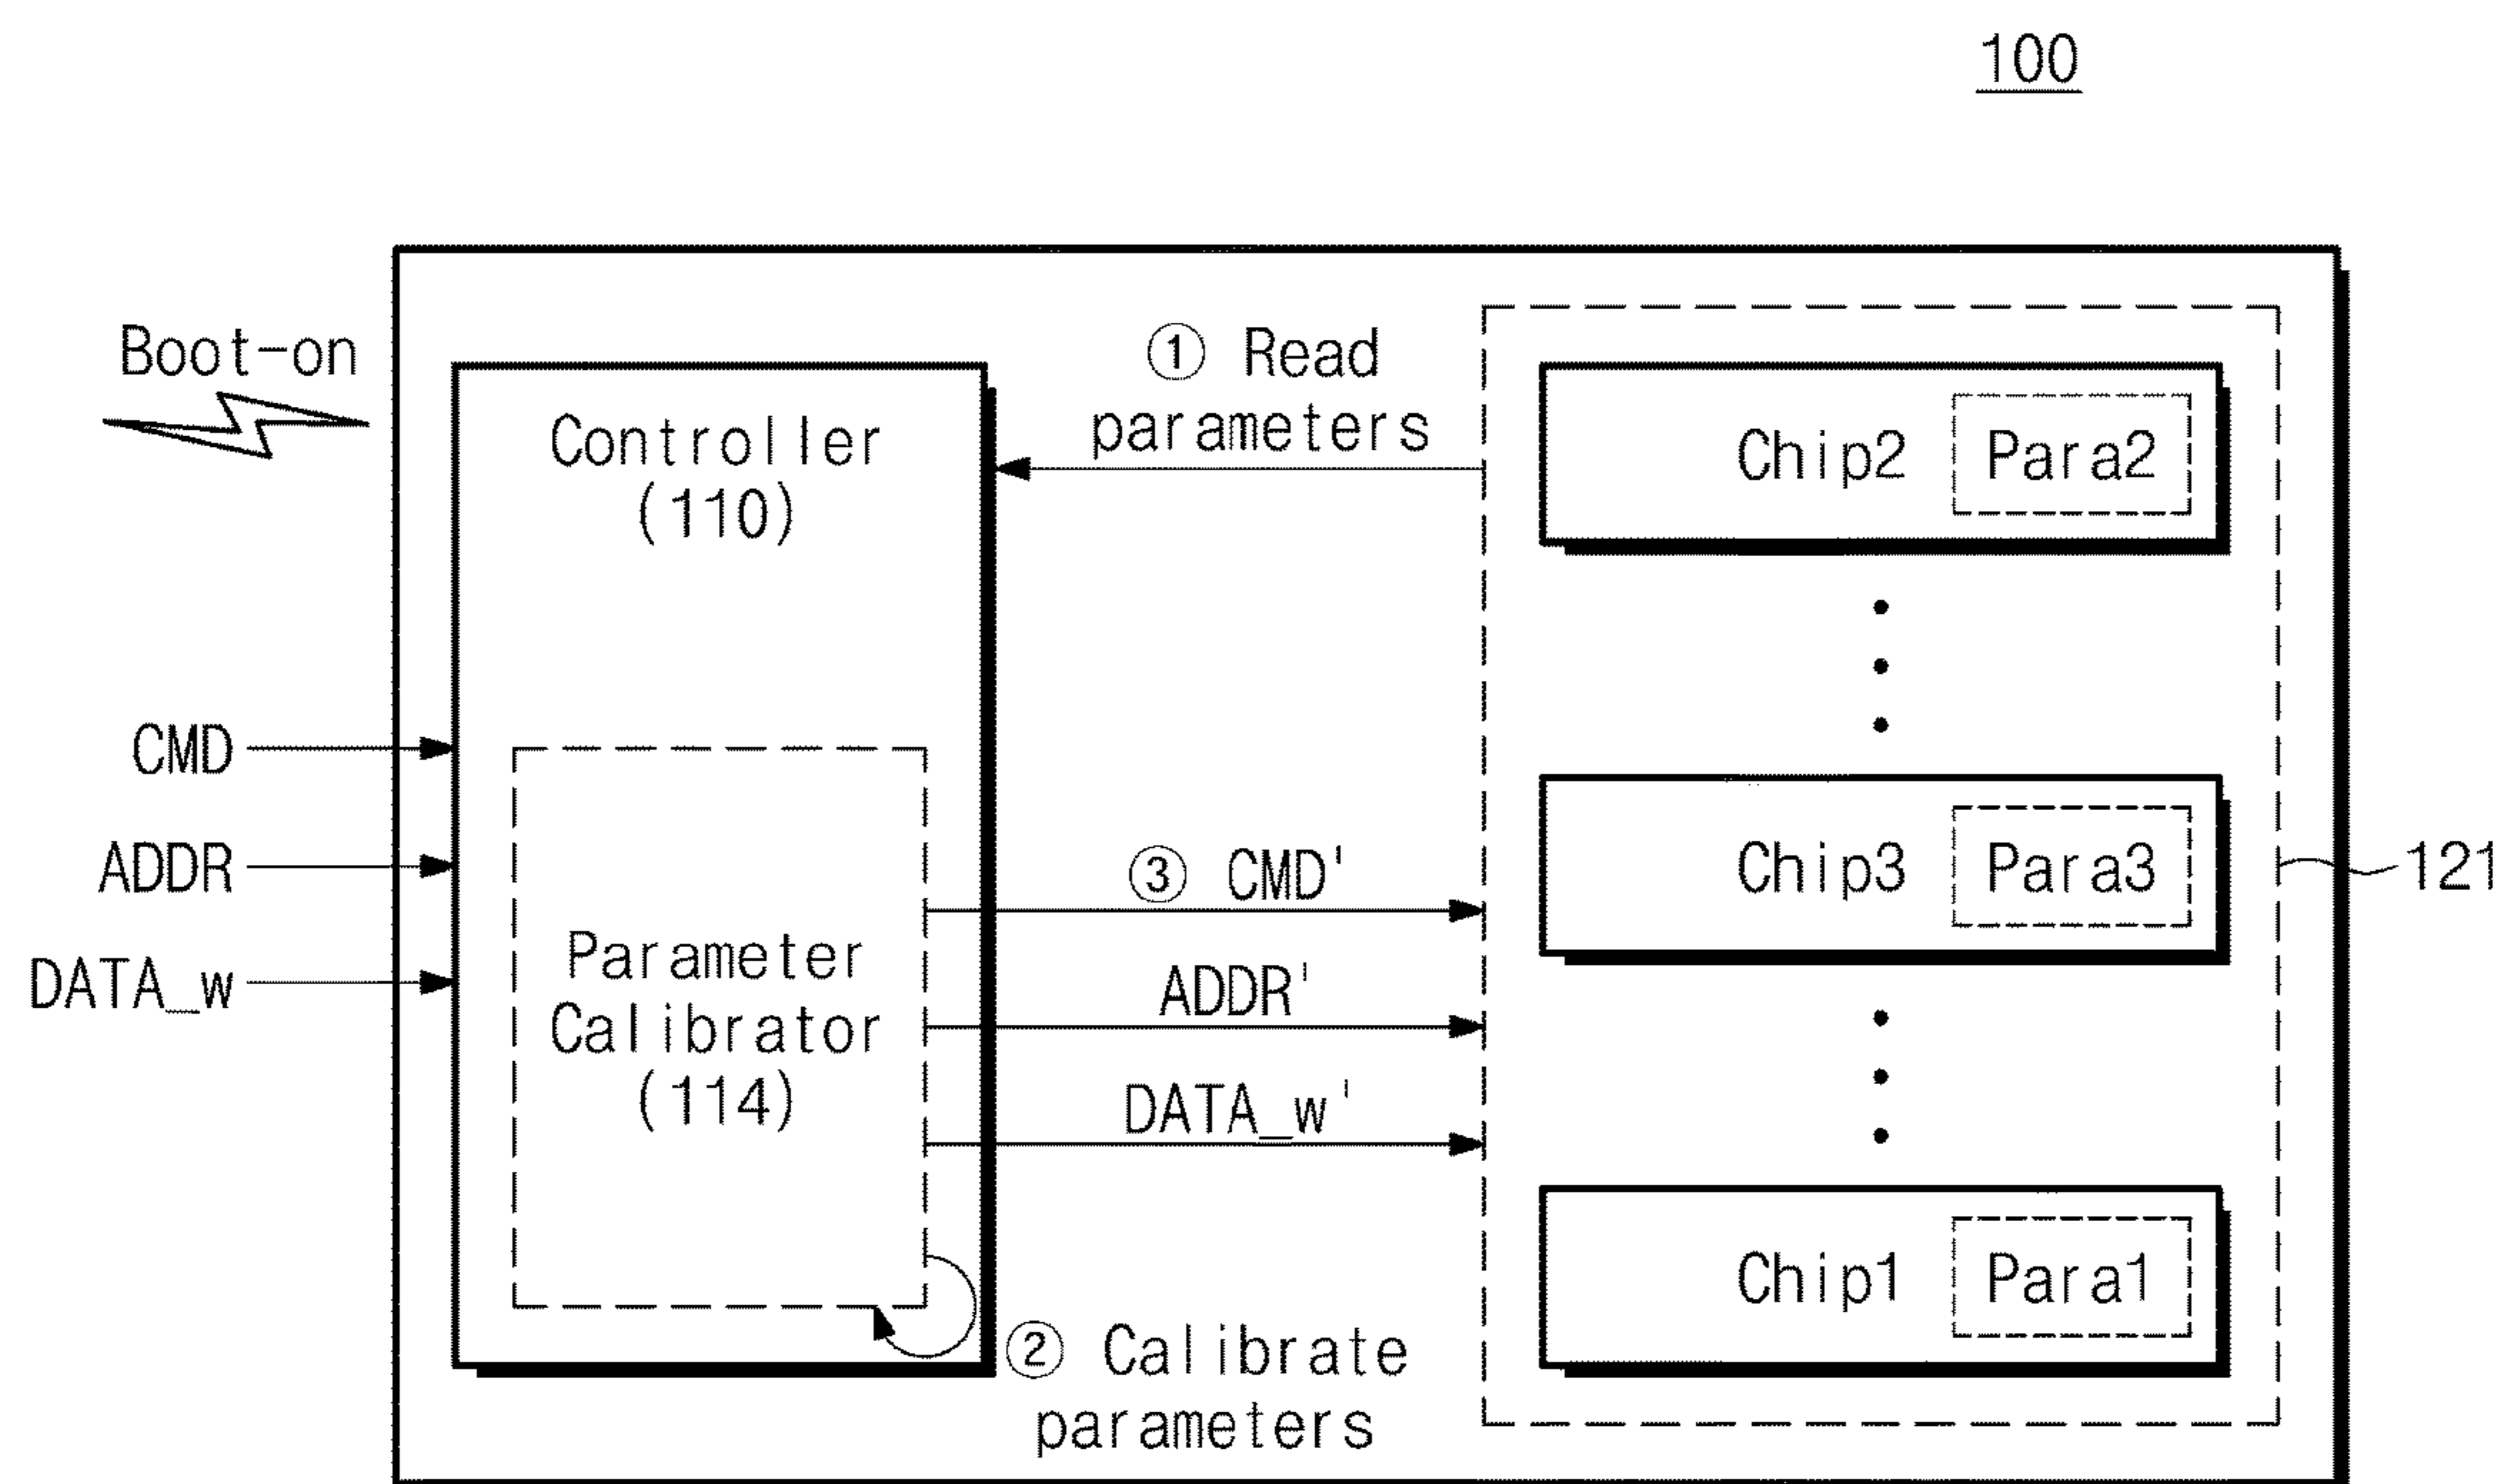 100
Boot-on
① Read
parameters
Controller
(110)
Chip2
Para2
CMD
ADDR
DATA_w
Parameter
Calibrator
(114)
③ CMD'
ADDR'
DATA_w'
Chip3
Para3
121
Chip1
Para1
② Calibrate
parameters